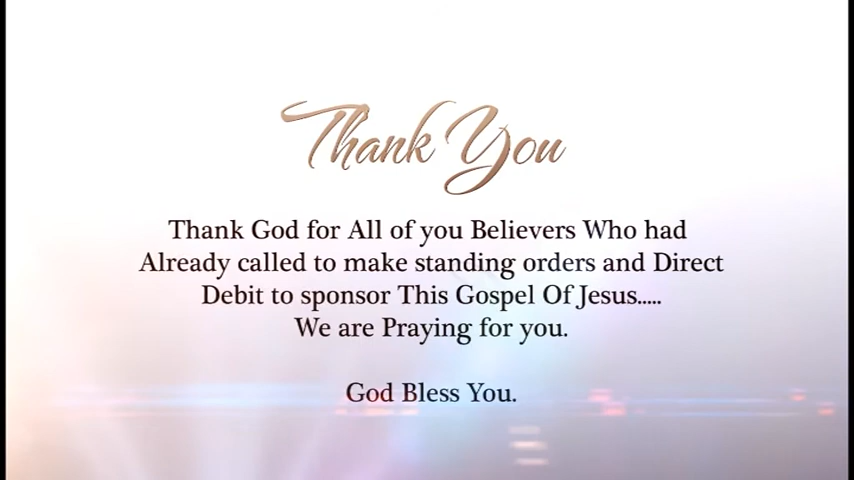 Thank You
Thank God for All of you Believers Who had
Already called to make standing orders and Direct
Debit to sponsor This Gospel Of Jesus.....
We are Praying for you.
God Bless You.